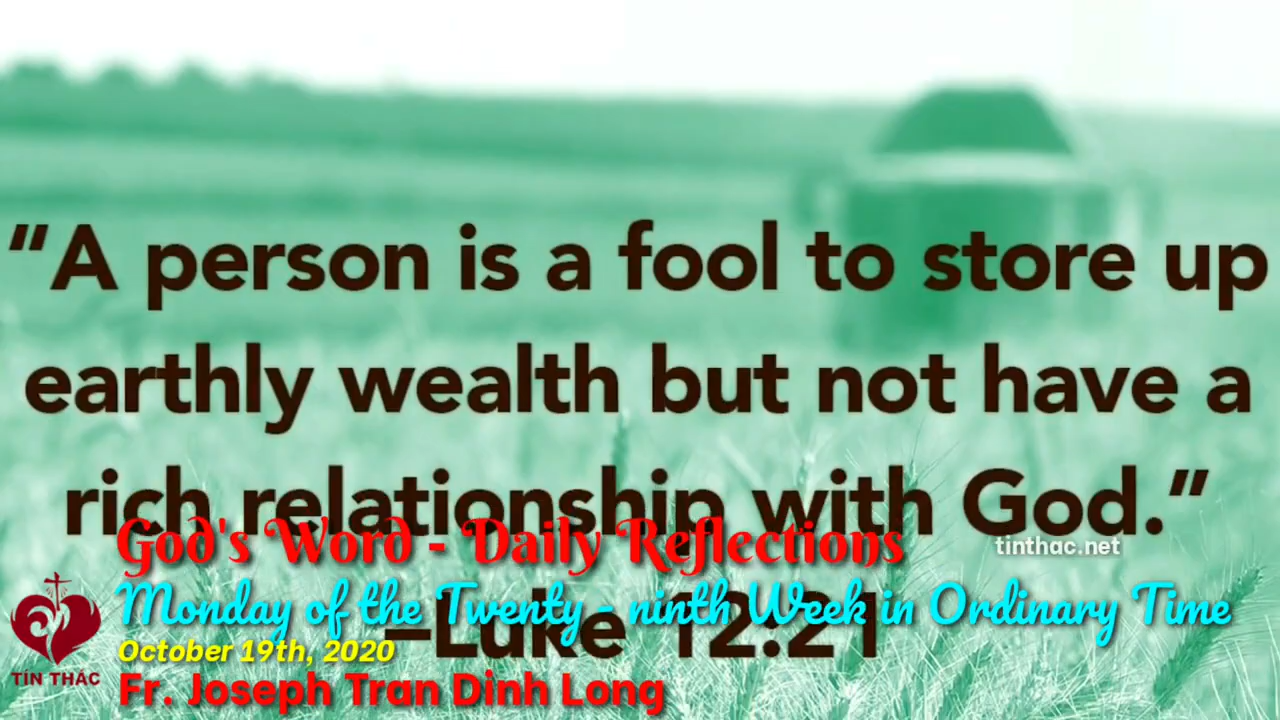 "A person is a fool to store up
earthly wealth but not have a
rich relationship with God."
God's Word - Daily Reflections
tinthac.net
Monday of the Twenty - ninth Week in Ordinary Time
–Luke 12:21
October 19th, 2020
TÍN THÁC
Fr. Joseph Tran Dinh Long